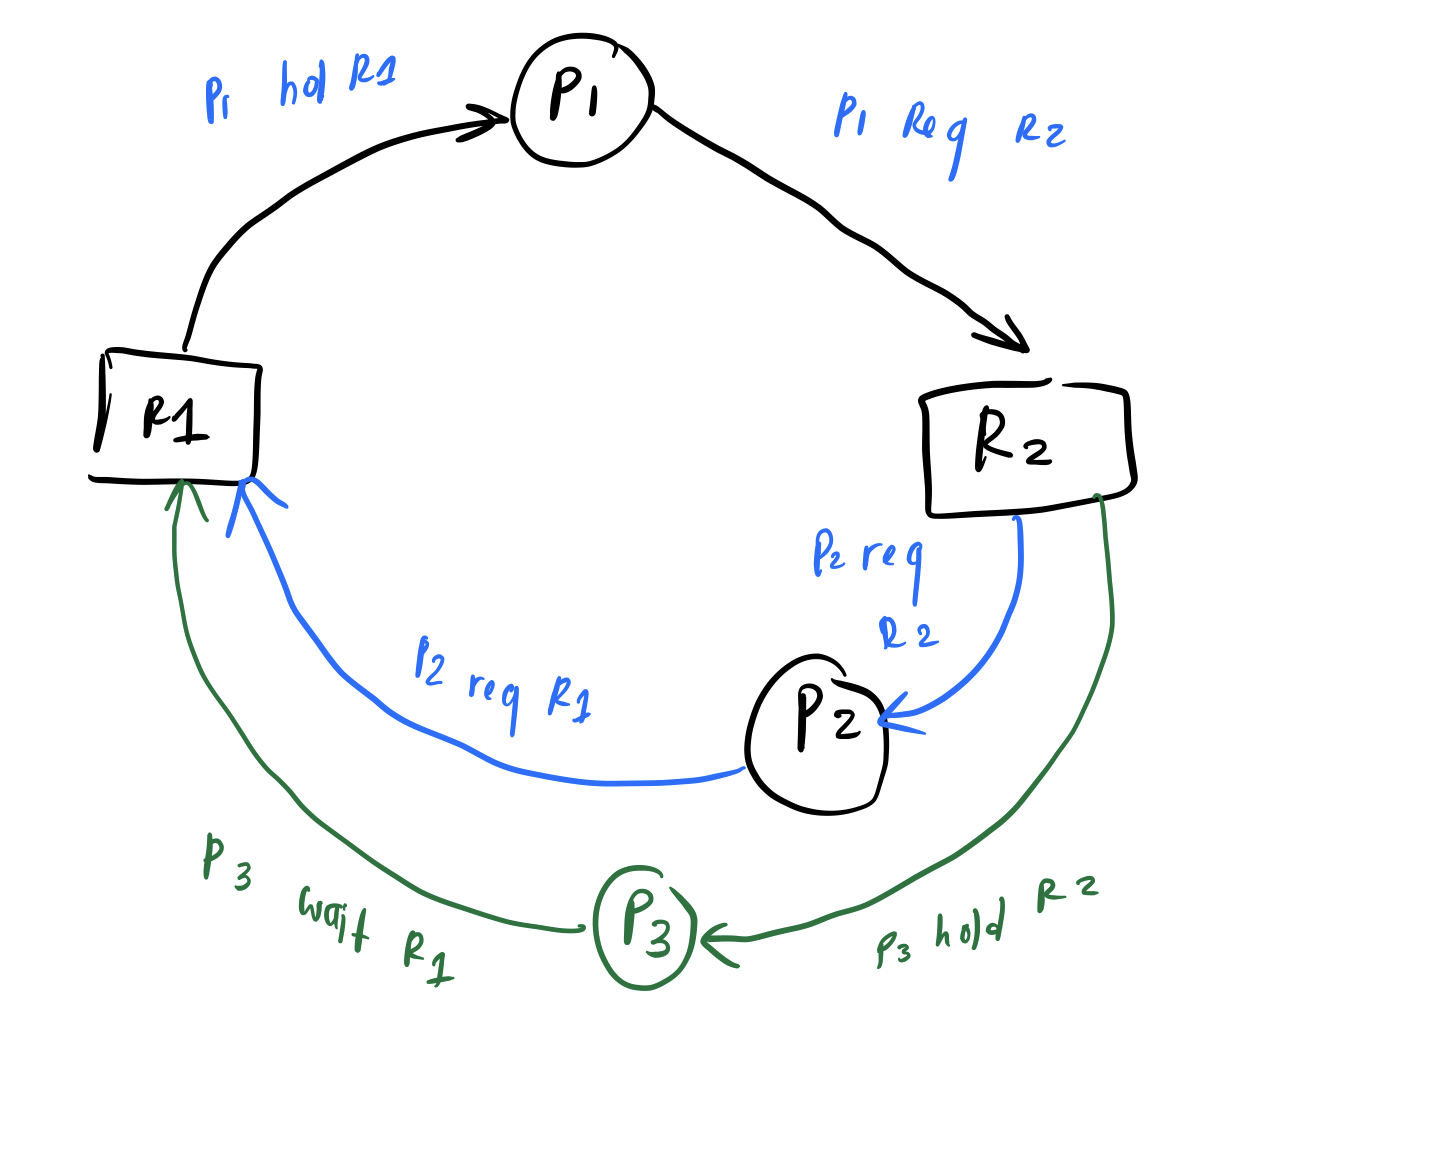 P1 hol R1
P1
P1 Req R2
R1
R2
P2 req
R2
P2 req R1
P2
P3 wait R1
P3
P3 hold R2